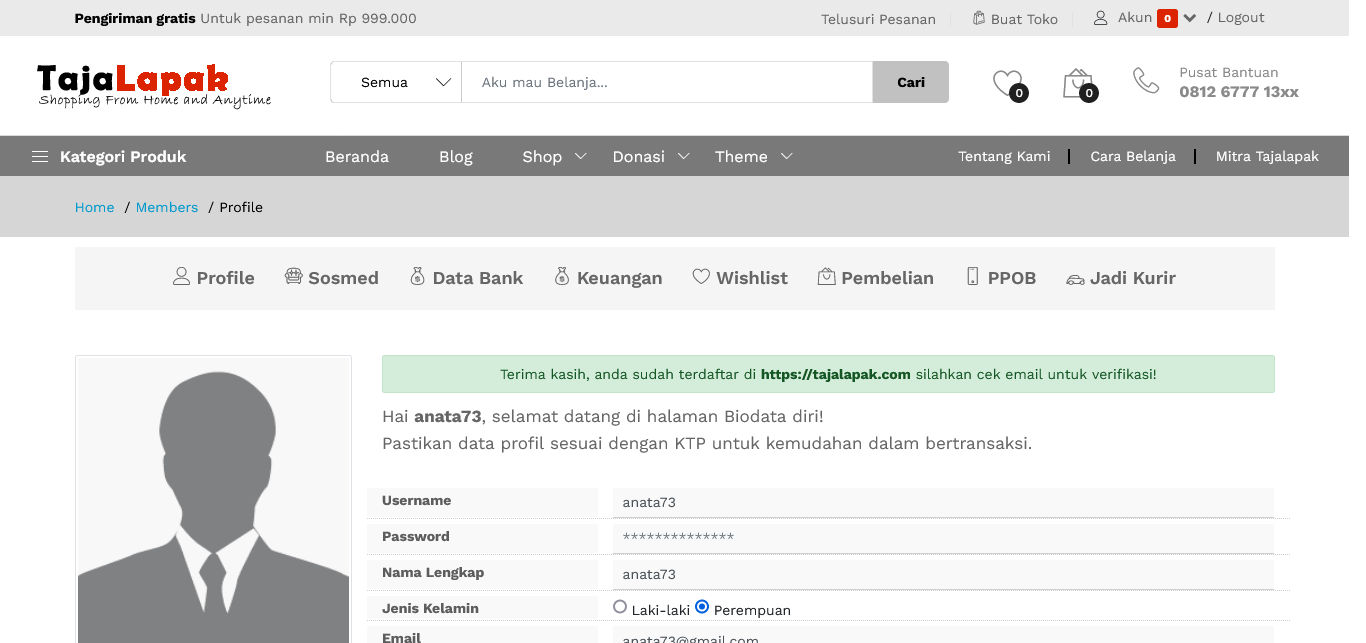 Pengiriman gratis Untuk pesanan min Rp 999.000
Telusuri Pesanan Buat Toko Akun 0 / Logout
TajaLapak
Shopping From Home and Anytime
Semua Aku mau Belanja... Cari
0 0
Pusat Bantuan
0812 6777 13xx
Kategori Produk Beranda Blog Shop Donasi Theme Tentang Kami Cara Belanja Mitra Tajalapak
Home / Members / Profile
Profile Sosmed Data Bank Keuangan Wishlist Pembelian PPOB Jadi Kurir
Terima kasih, anda sudah terdaftar di https://tajalapak.com silahkan cek email untuk verifikasi!
Hai anata73, selamat datang di halaman Biodata diri!
Pastikan data profil sesuai dengan KTP untuk kemudahan dalam bertransaksi.
Username anata73
Password **************
Nama Lengkap anata73
Jenis Kelamin Laki-laki Perempuan
Email anata73@gmail.com